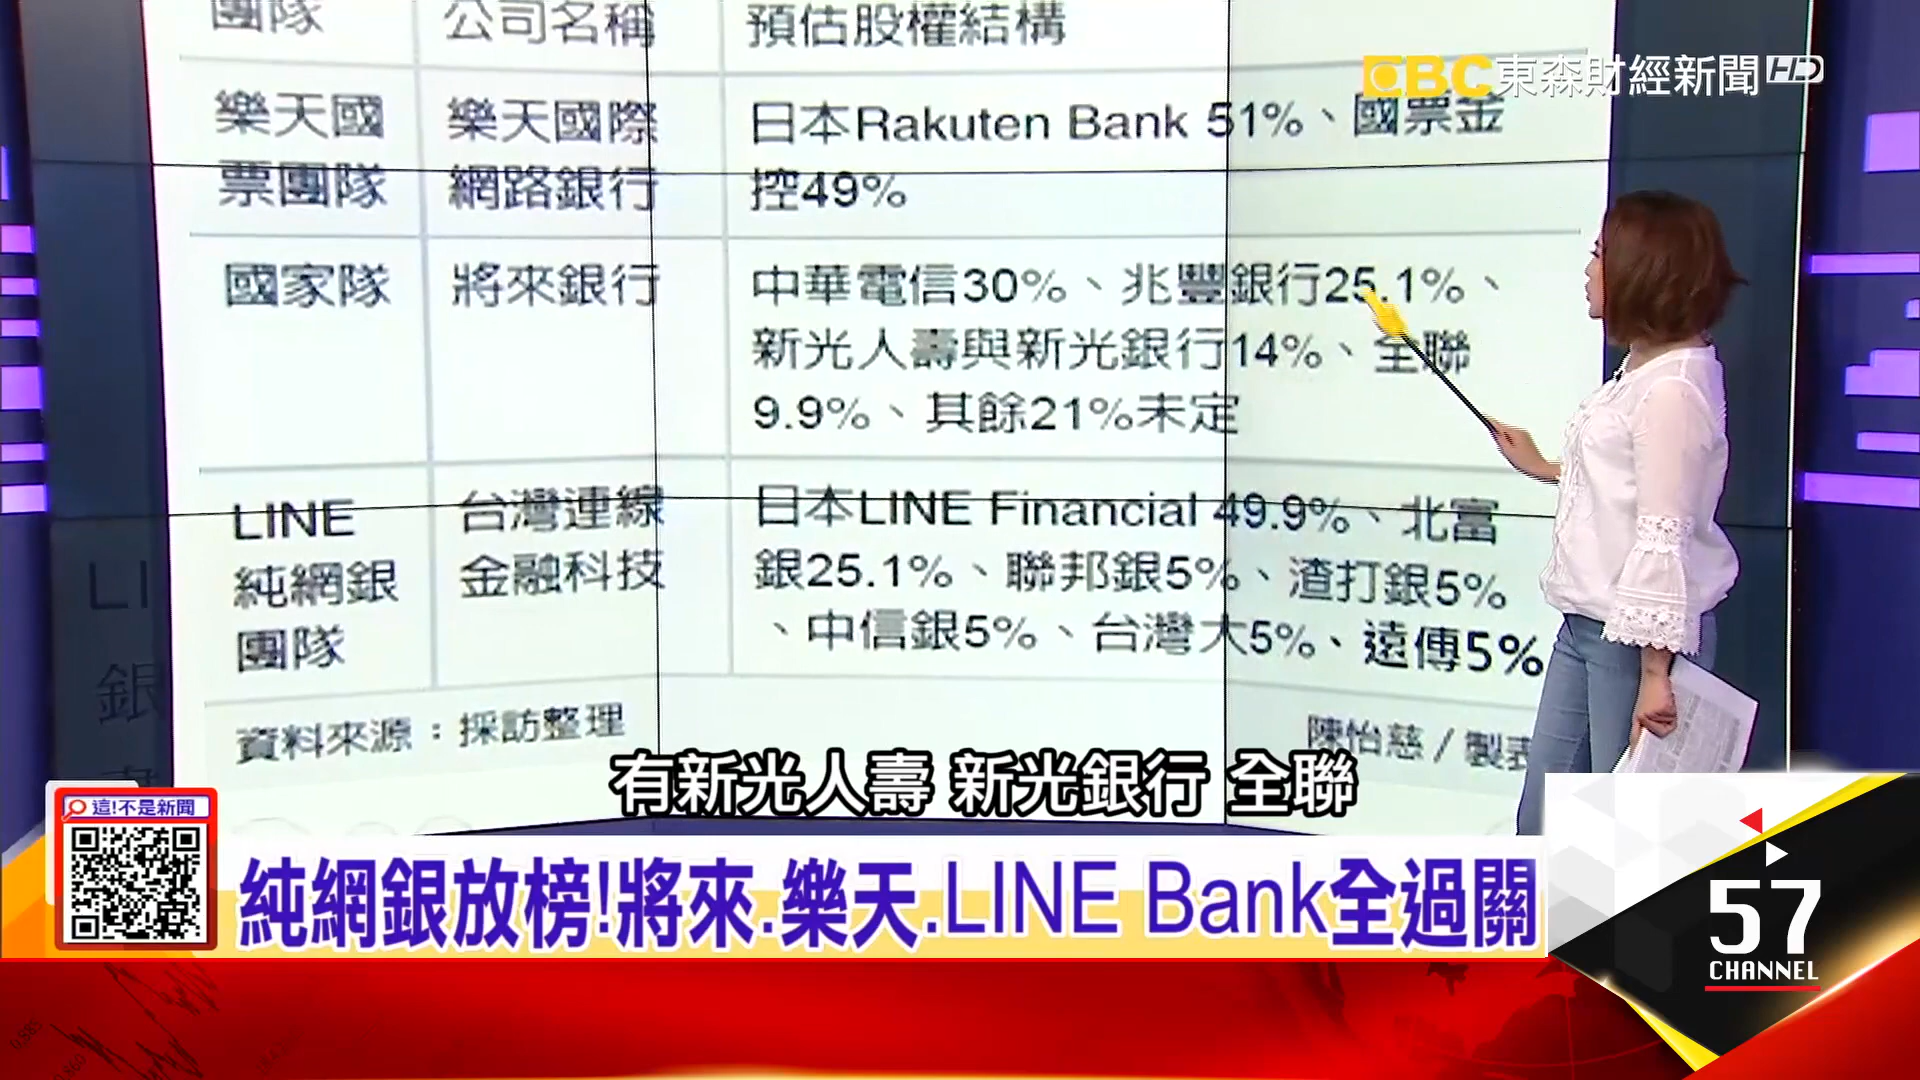 團隊 公司名稱 預估股權結構
EBC東森財經新聞HD
樂天國 樂天國際 日本Rakuten Bank 51%、國票金
票團隊 網路銀行 控49%
國家隊 將來銀行 中華電信30%、兆豐銀行25.1%、
新光人壽與新光銀行14%、全聯
9.9%、其餘21%未定
LINE 台灣連線 日本LINE Financial 49.9%、北富
純網銀 金融科技 銀25.1%、聯邦銀5%、渣打銀5%
團隊 、中信銀5%、台灣大5%、遠傳5%
資料來源：採訪整理 陳怡慈/製表
有新光人壽 新光銀行 全聯
這!不是新聞
純網銀放榜!將來.樂天.LINE Bank全過關
57
CHANNEL